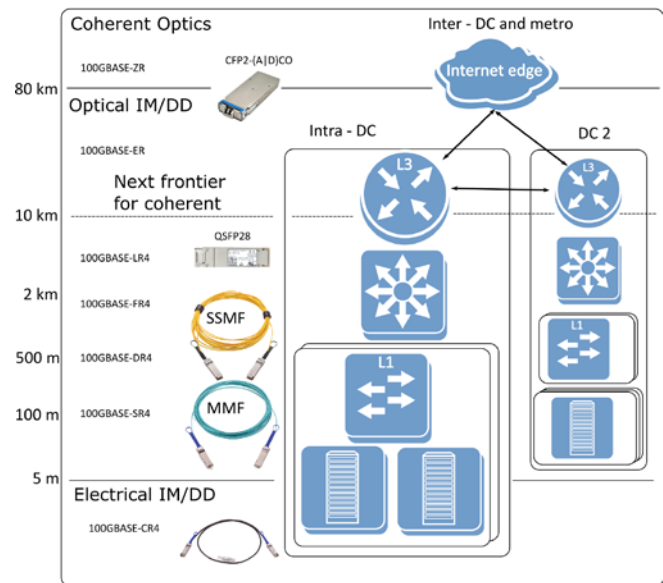 Coherent Optics
Inter - DC and metro
CFP2-(A|D)CO
100GBASE-ZR
Internet edge
80 km
Optical IM/DD
Intra - DC
DC 2
100GBASE-ER
L3
L3
Next frontier
for coherent
10 km
QSFP28
100GBASE-LR4
2 km
100GBASE-FR4
SSMF
L1
500 m
100GBASE-DR4
L1
MMF
100 m
100GBASE-SR4
5 m
Electrical IM/DD
100GBASE-CR4